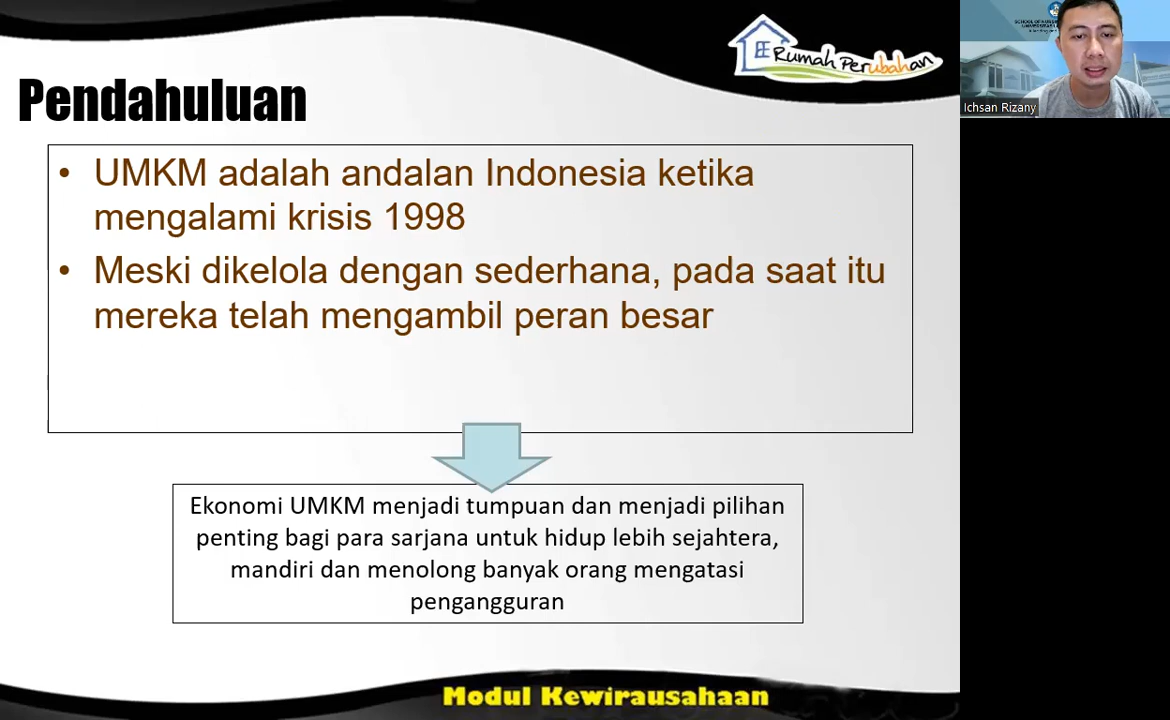 Rumah Perubahan
Pendahuluan
• UMKM adalah andalan Indonesia ketika
mengalami krisis 1998
• Meski dikelola dengan sederhana, pada saat itu
mereka telah mengambil peran besar
Ekonomi UMKM menjadi tumpuan dan menjadi pilihan
penting bagi para sarjana untuk hidup lebih sejahtera,
mandiri dan menolong banyak orang mengatasi
pengangguran
Modul Kewirausahaan
Ichsan Rizany